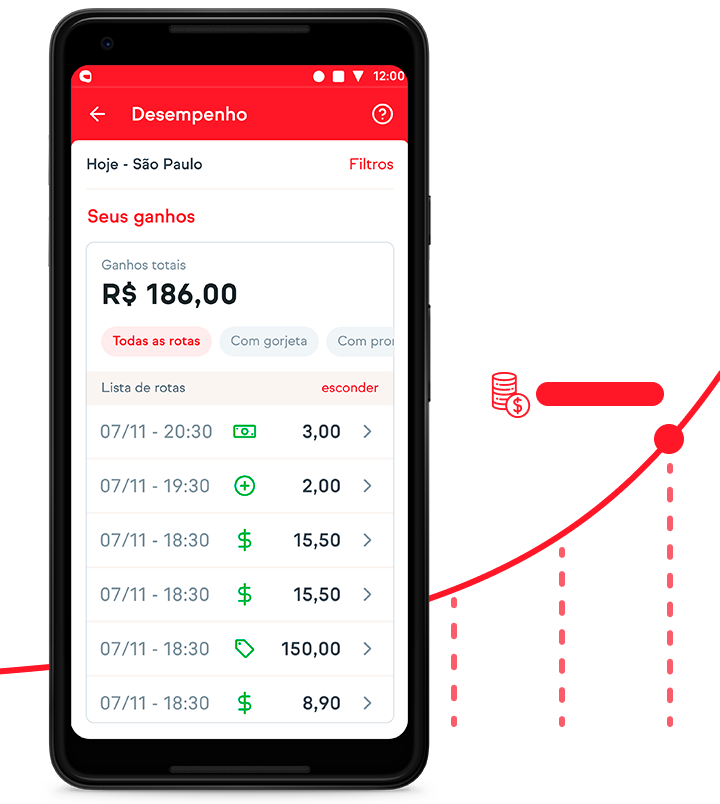 12:00
Desempenho
Hoje - São Paulo Filtros
Seus ganhos
Ganhos totais
R$ 186,00
Todas as rotas Com gorjeta Com
Lista de rotas esconder
07/11 - 20:30 3,00
07/11 - 19:30 2,00
07/11 - 18:30 15,50
07/11 - 18:30 15,50
07/11 - 18:30 150,00
07/11 - 18:30 8,90